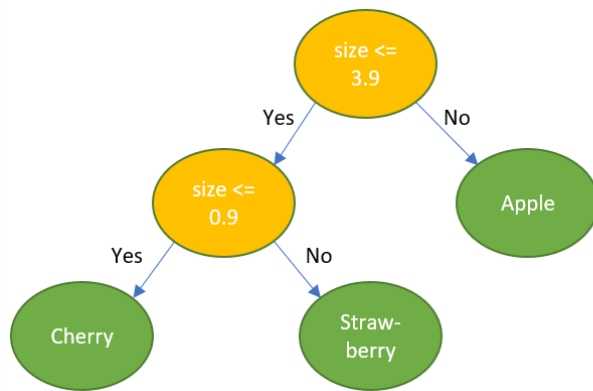 size <=
3.9
Yes
No
size <=
0.9
Apple
Yes
No
Cherry
Straw-
berry